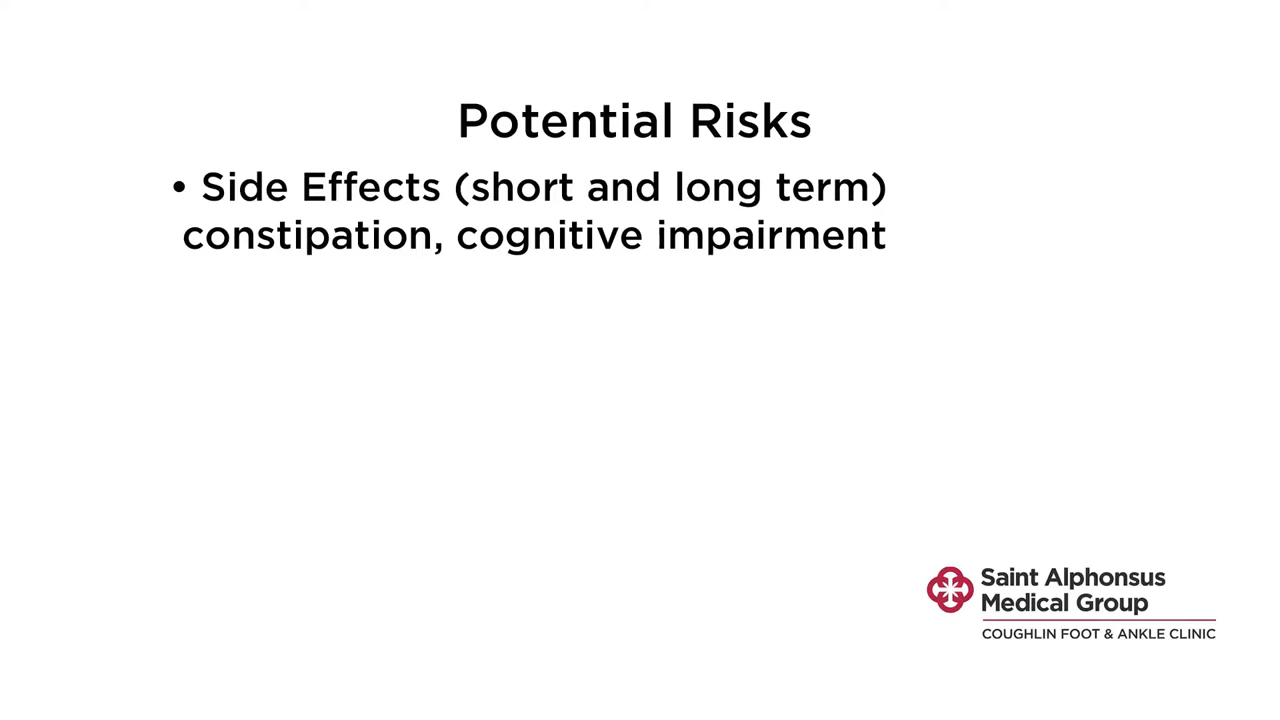 Potential Risks
• Side Effects (short and long term)
constipation, cognitive impairment
Saint Alphonsus
Medical Group
COUGHLIN FOOT & ANKLE CLINIC